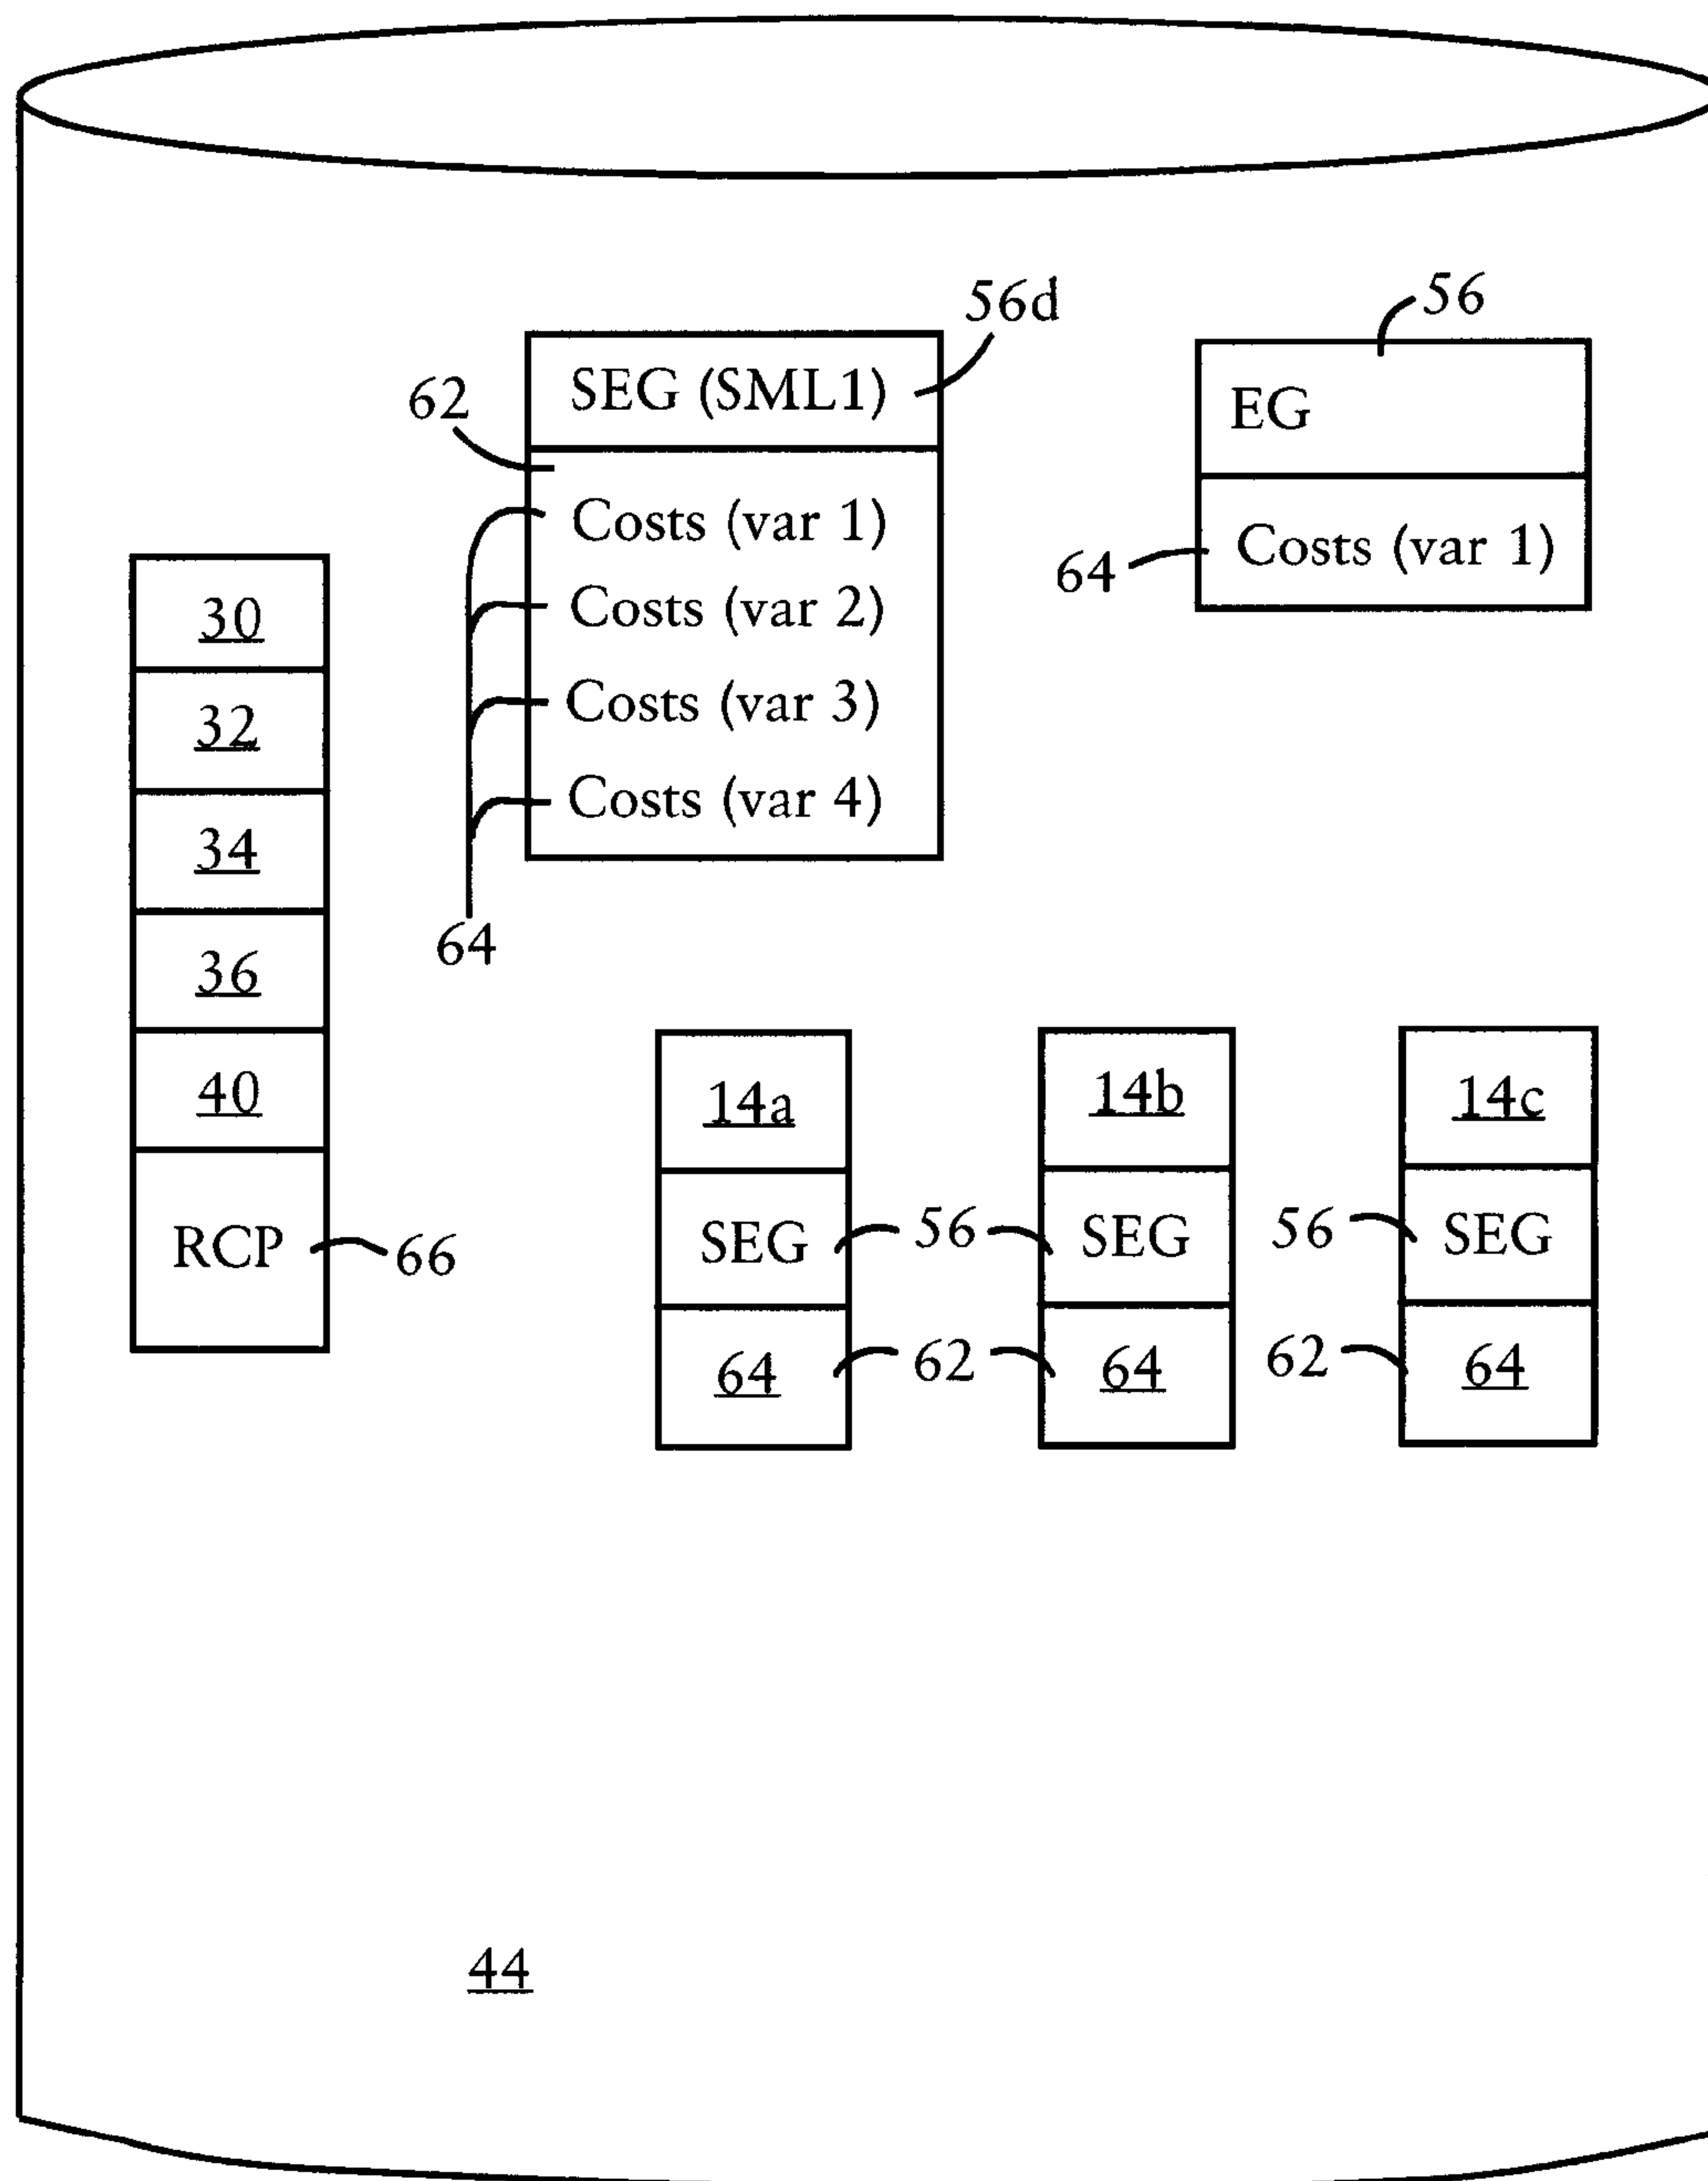 56d
56
SEG (SML1)
EG
62
Costs (var 1)
Costs (var 1)
64
Costs (var 2)
Costs (var 3)
Costs (var 4)
64
30
32
34
36
40
RCP
66
14a
14b
14c
SEG
56
SEG
56
SEG
64
62
64
62
64
44